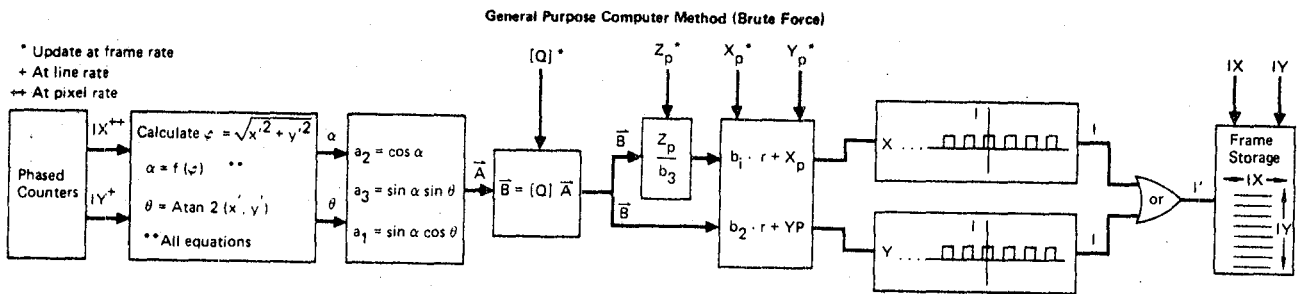 General Purpose Computer Method (Brute Force)
* Update at frame rate
+ At line rate
++ At pixel rate
Phased
Counters
IX++
IY+
Calculate φ = √x'² + y'²
α = f (φ) **
θ = Atan 2 (x', y')
**All equations
α
θ
a₂ = cos α
a₃ = sin α sin θ
a₁ = sin α cos θ
A
[Q] *
B = [Q] A
B
B
Zp*
Zp
b₃
Xp*
Yp*
bi · r + Xp
b₂ · r + YP
X ....
I
Y ....
I
I
I
or
I'
IX
IY
Frame
Storage
IX
IY